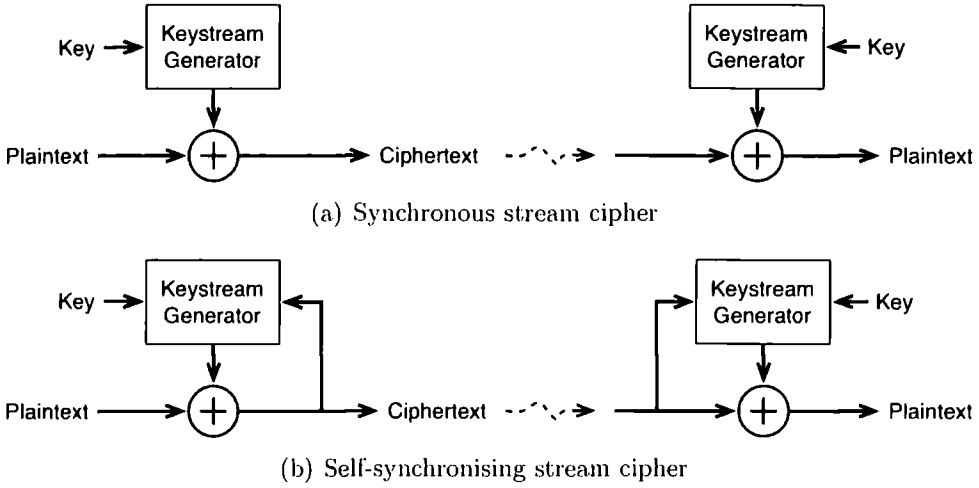 Keystream
Generator
Key
Keystream
Generator
Key
Plaintext
Ciphertext
Plaintext
(a) Synchronous stream cipher
Keystream
Generator
Key
Keystream
Generator
Key
Plaintext
Ciphertext
Plaintext
(b) Self-synchronising stream cipher